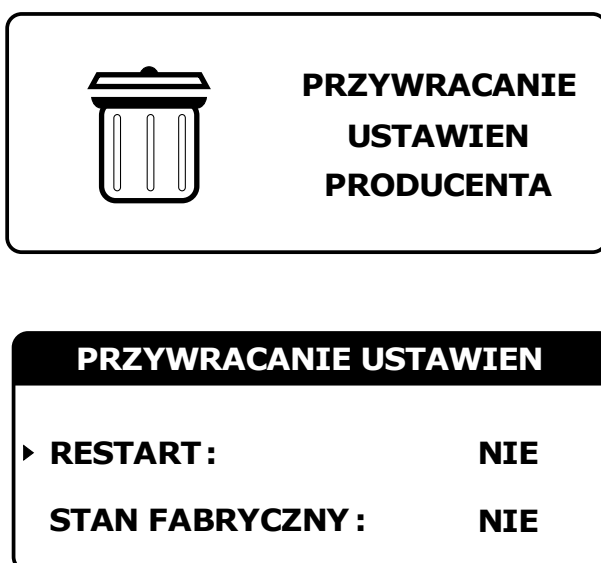 PRZYWRACANIE
USTAWIEN
PRODUCENTA
PRZYWRACANIE USTAWIEN
RESTART: NIE
STAN FABRYCZNY: NIE